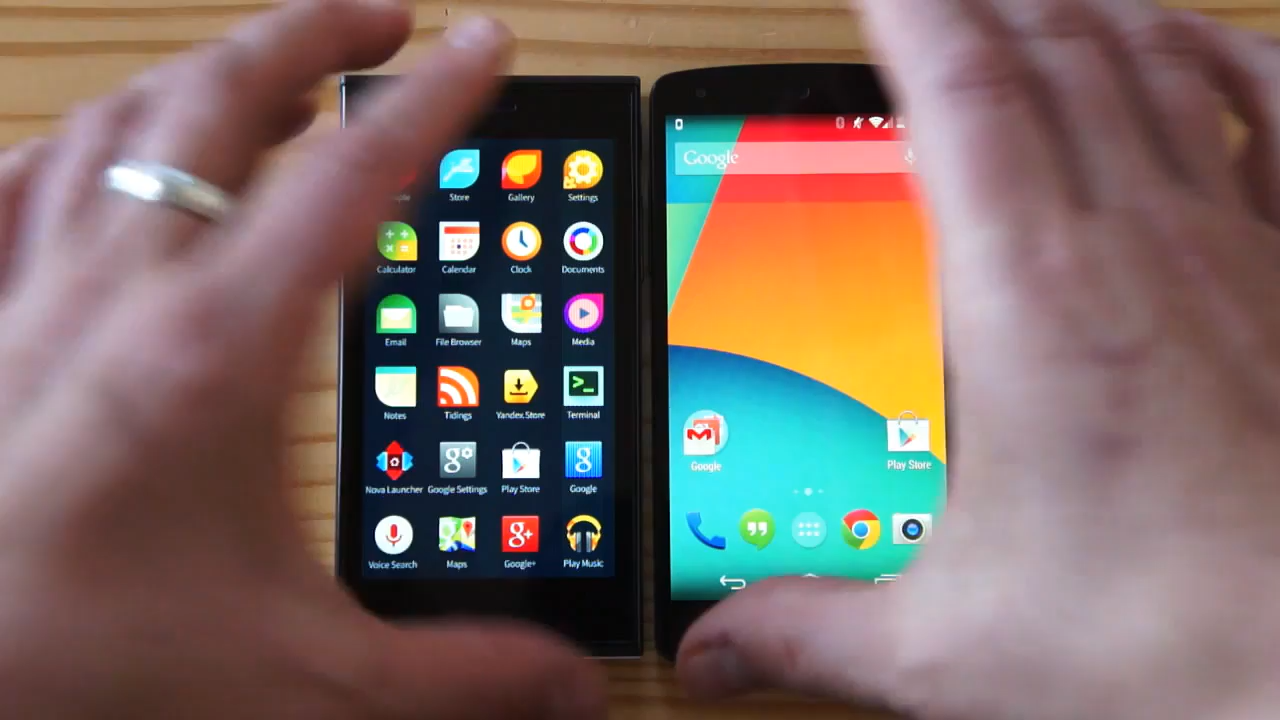 Store Gallery Settings
Calculator Calendar Clock Documents
Email File Browser Maps Media
Notes Tidings Yandex.Store Terminal
Nova Launcher Google Settings Play Store Google
Voice Search Maps Google+ Play Music
Google
Google Play Store